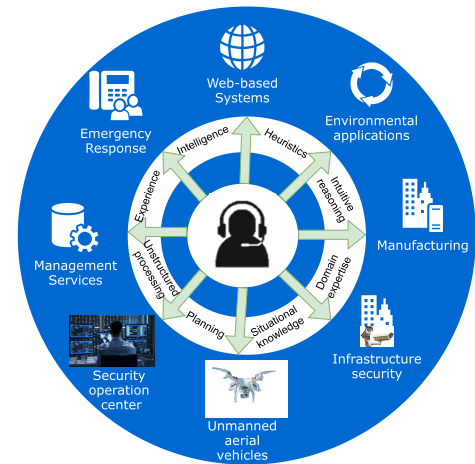 Web-based
Systems
Environmental
applications
Manufacturing
Infrastructure
security
Unmanned
aerial
vehicles
Security
operation
center
Management
Services
Emergency
Response
Intelligence
Heuristics
Intuitive
reasoning
Domain
expertise
Situational
knowledge
Planning
Unstructured
processing
Experience